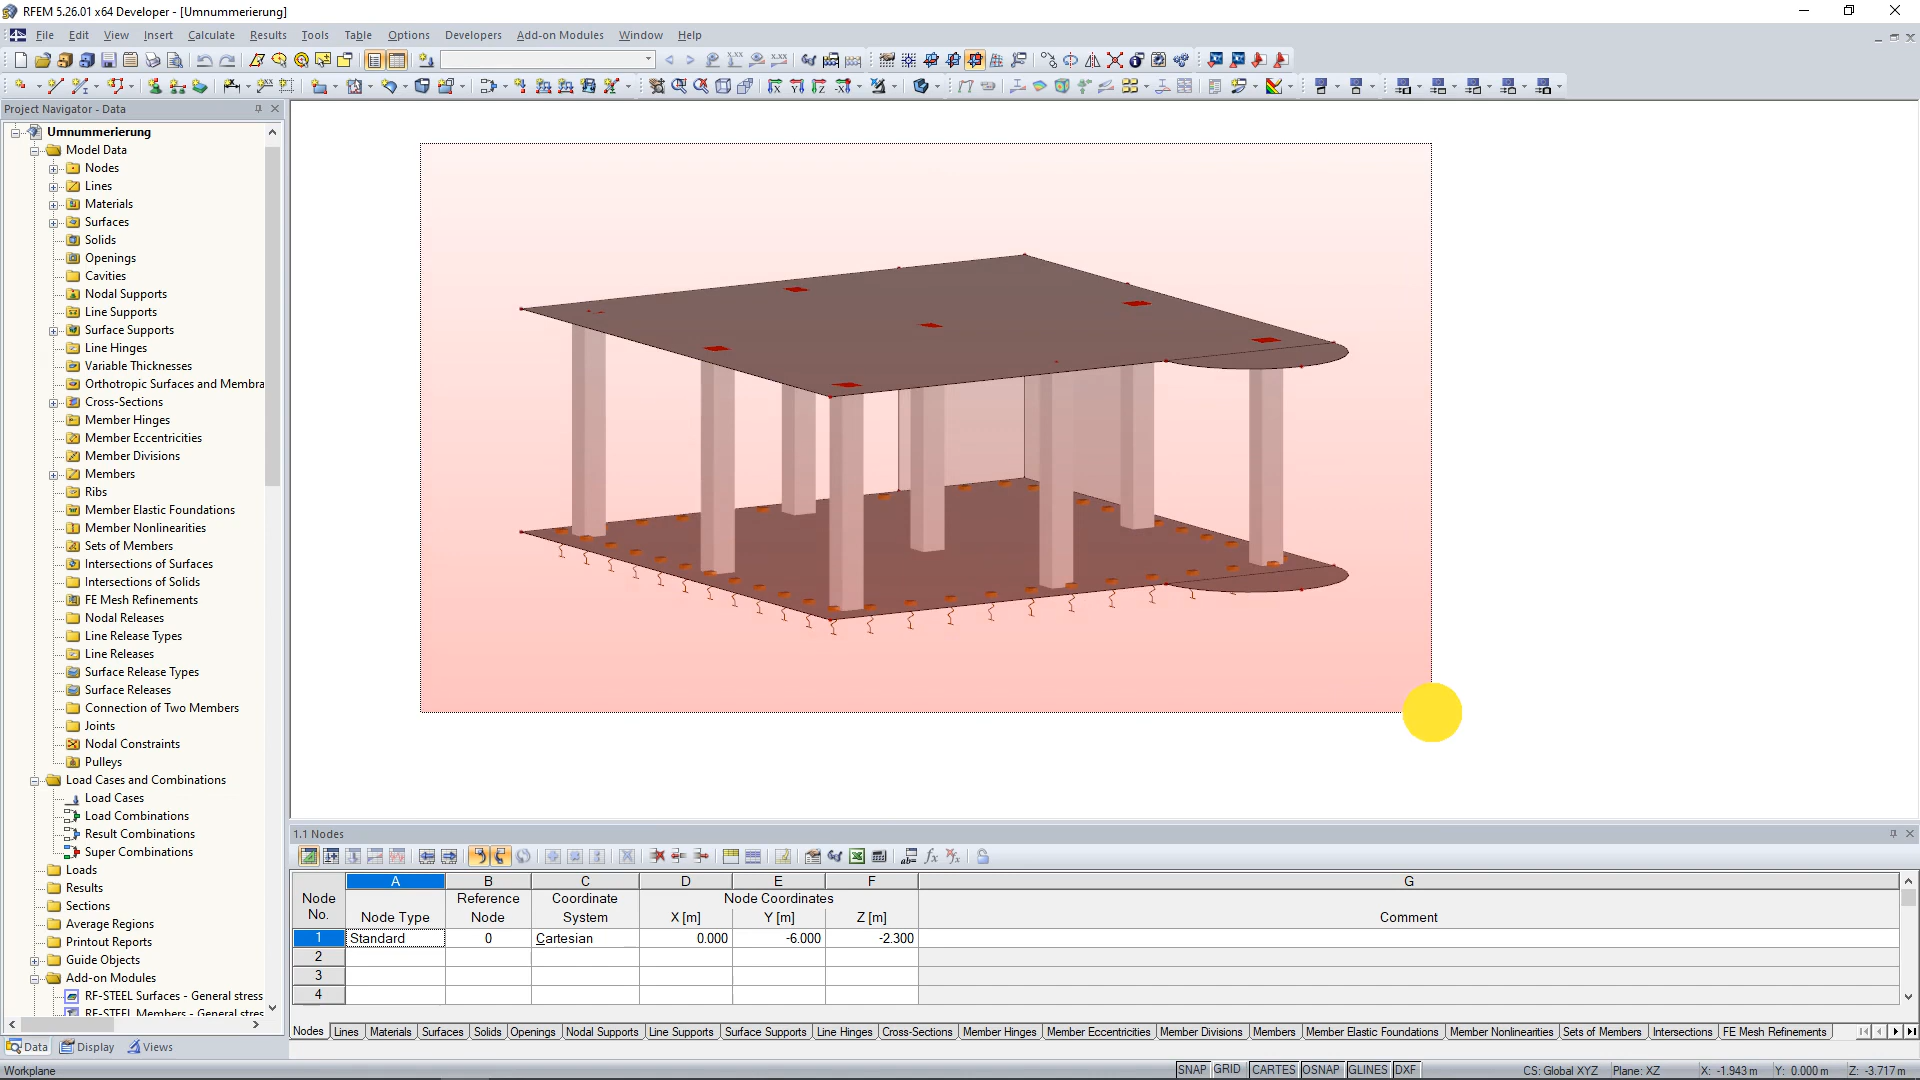 RFEM 5.26.01 x64 Developer - [Umnummerierung]
File Edit View Insert Calculate Results Tools Table Options Developers Add-on Modules Window Help
Project Navigator - Data
Umnummerierung
Model Data
Nodes
Lines
Materials
Surfaces
Solids
Openings
Cavities
Nodal Supports
Line Supports
Surface Supports
Line Hinges
Variable Thicknesses
Orthotropic Surfaces and Membra
Cross-Sections
Member Hinges
Member Eccentricities
Member Divisions
Members
Ribs
Member Elastic Foundations
Member Nonlinearities
Sets of Members
Intersections of Surfaces
Intersections of Solids
FE Mesh Refinements
Nodal Releases
Line Release Types
Line Releases
Surface Release Types
Surface Releases
Connection of Two Members
Joints
Nodal Constraints
Pulleys
Load Cases and Combinations
Load Cases
Load Combinations
Result Combinations
Super Combinations
Loads
Results
Sections
Average Regions
Printout Reports
Guide Objects
Add-on Modules
RF-STEEL Surfaces - General stress
RF-STEEL Members - General stres
Data Display Views
1.1 Nodes
A B C D E F G
Node No. Node Type Reference Node Coordinate System Node Coordinates X [m] Y [m] Z [m] Comment
1 Standard 0 Cartesian 0.000 -6.000 -2.300
2
3
4
Nodes Lines Materials Surfaces Solids Openings Nodal Supports Line Supports Surface Supports Line Hinges Cross-Sections Member Hinges Member Eccentricities Member Divisions Members Member Elastic Foundations Member Nonlinearities Sets of Members Intersections FE Mesh Refinements
Workplane SNAP GRID CARTES OSNAP GLINES DXF CS: Global XYZ Plane: XZ X: -1.943 m Y: 0.000 m Z: -3.717 m